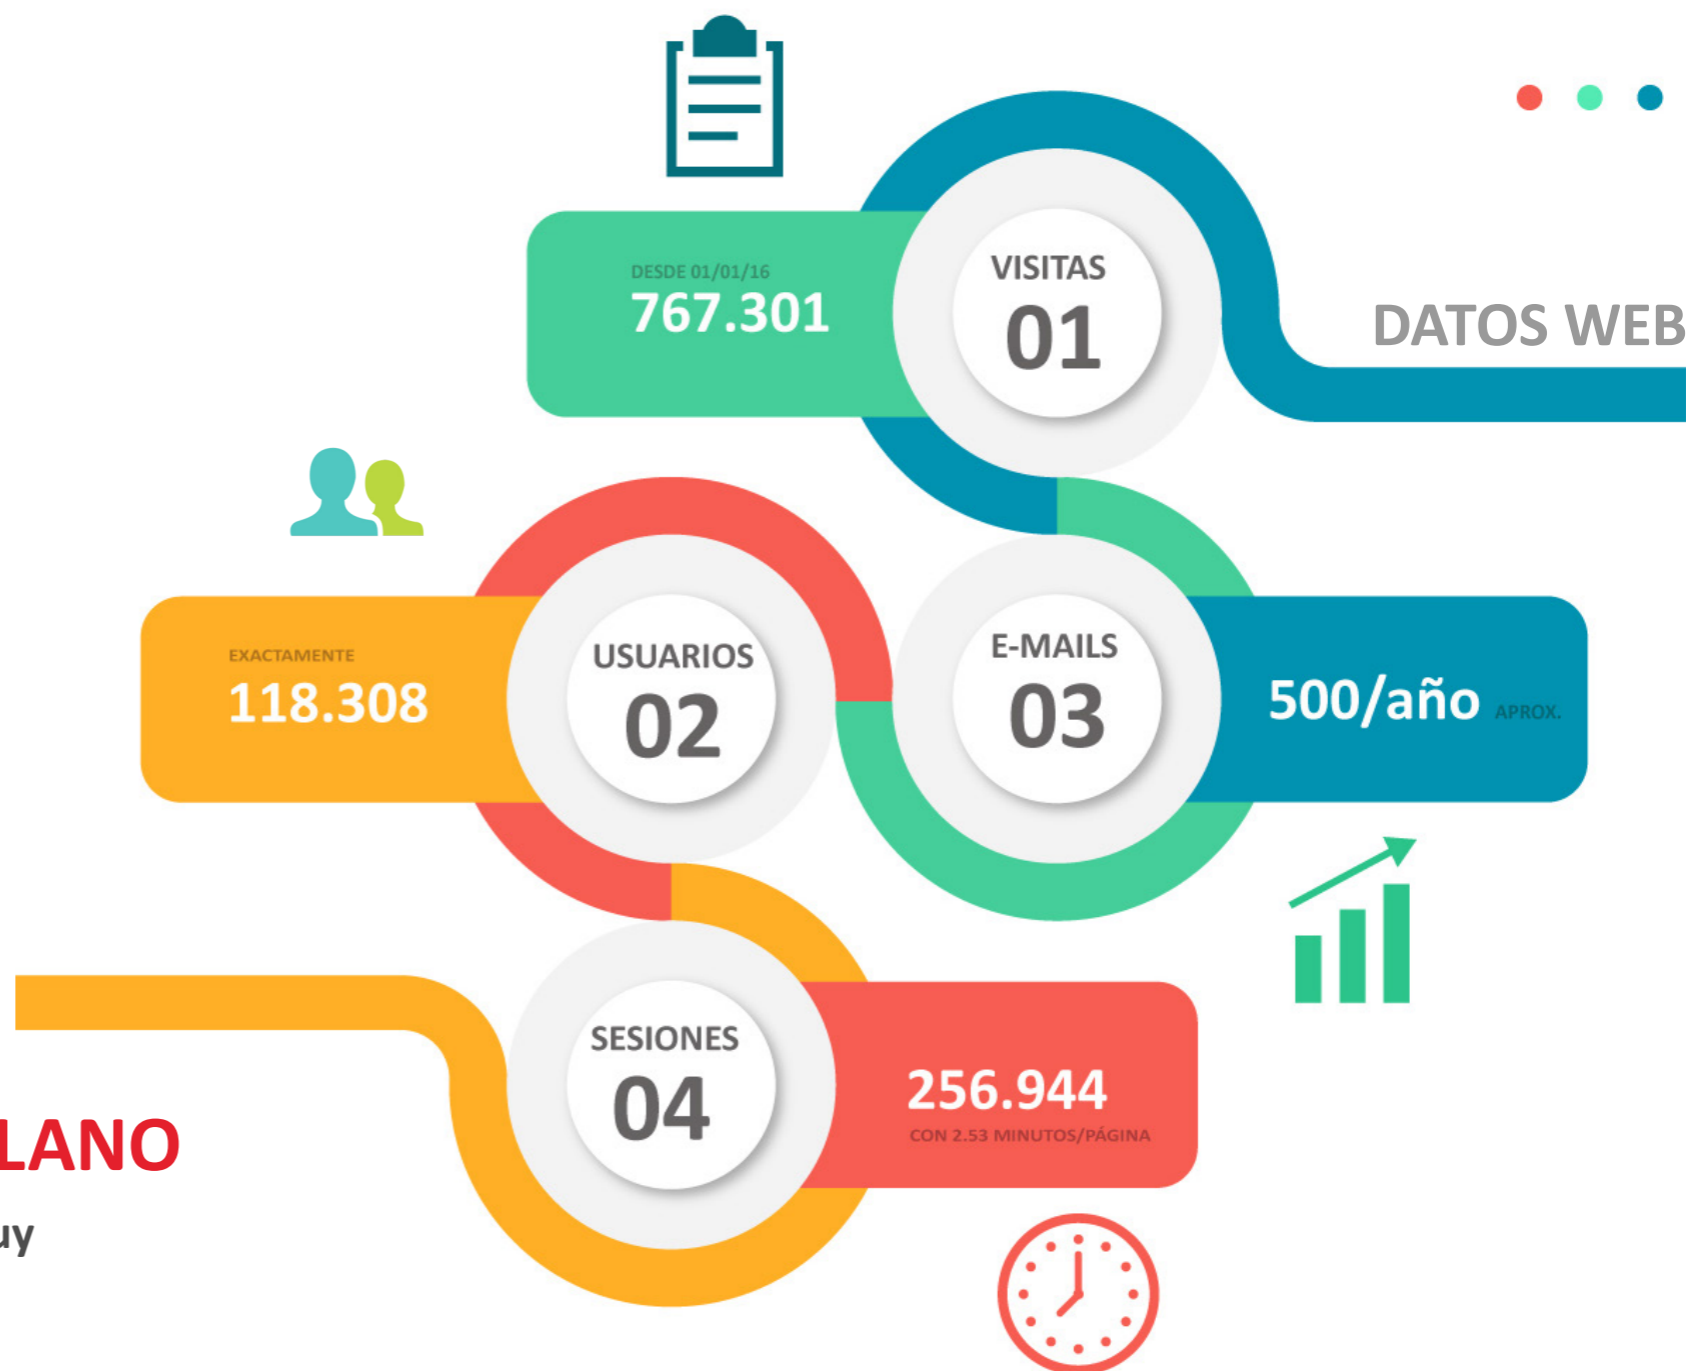 DESDE 01/01/16
767.301
VISITAS
01
DATOS WEB
EXACTAMENTE
118.308
USUARIOS
02
E-MAILS
03
500/año APROX.
SESIONES
04
256.944
CON 2.53 MINUTOS/PÁGINA
LANO
uy